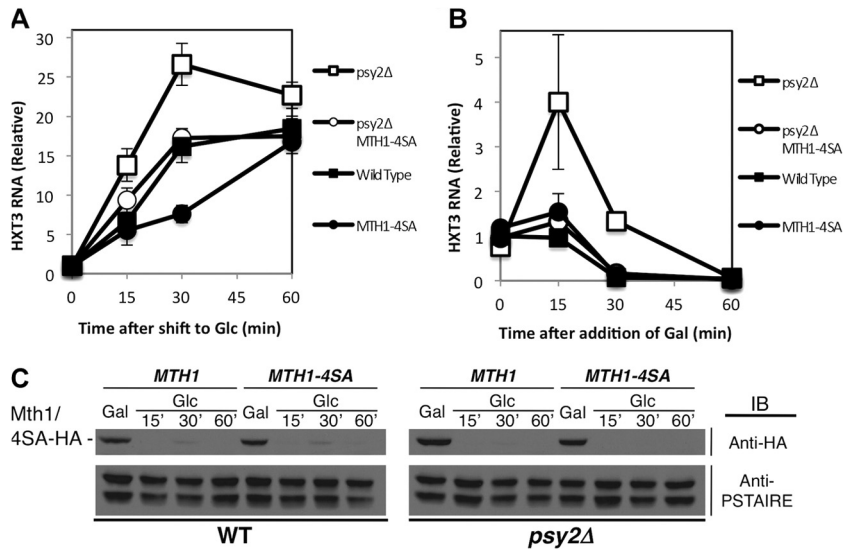 A
HXT3 RNA (Relative)
30
25
20
15
10
5
0
0 15 30 45 60
Time after shift to Glc (min)
psy2Δ
psy2Δ
MTH1-4SA
Wild Type
MTH1-4SA
B
HXT3 RNA (Relative)
5
4
3
2
1
0
0 15 30 45 60
Time after addition of Gal (min)
psy2Δ
psy2Δ
MTH1-4SA
Wild Type
MTH1-4SA
C
MTH1 MTH1-4SA MTH1 MTH1-4SA
Gal Glc Gal Glc Gal Glc Gal Glc IB
15' 30' 60' 15' 30' 60' 15' 30' 60' 15' 30' 60'
Mth1/
4SA-HA -
Anti-HA
Anti-
PSTAIRE
WT psy2Δ